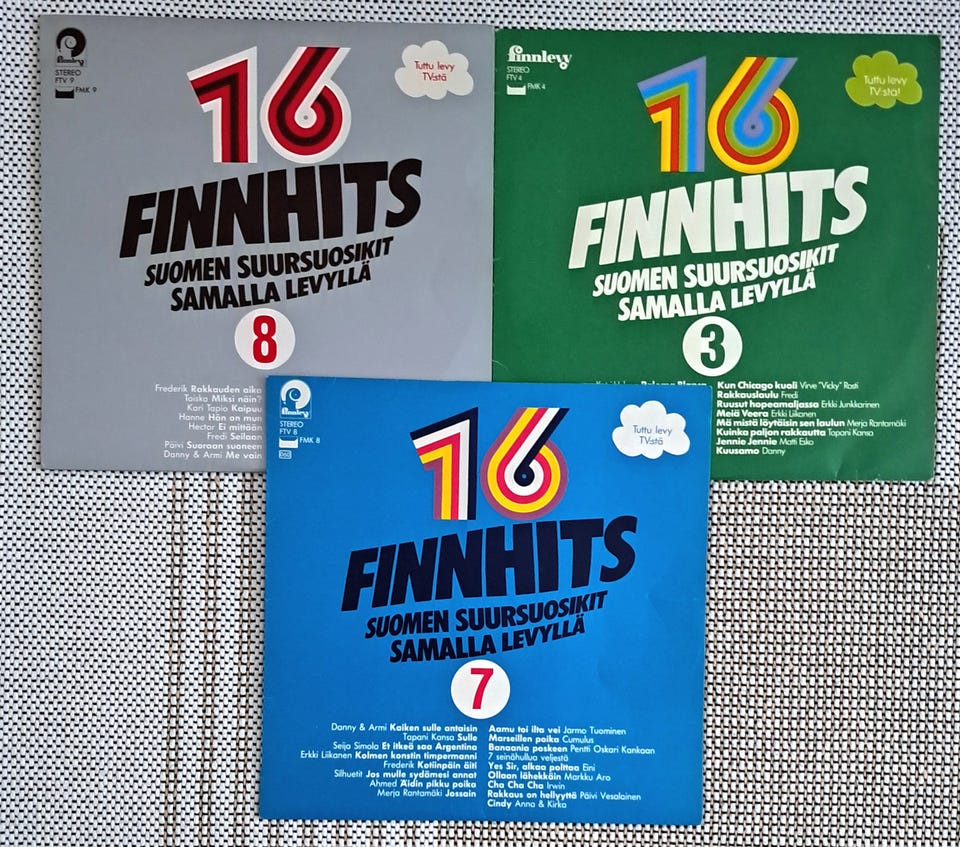 finnlevy
STEREO
FTV 9
FMK 9
16
Tuttu levy
TV:stä
FINNHITS
SUOMEN SUURSUOSIKIT
SAMALLA LEVYLLÄ
8
Frederik Rakkauden aika
Taiska Miksi näin?
Kari Tapio Kaipuu
Hanne Hän on mun
Hector Ei mittään
Fredi Seilaan
Päivi Suoraan suoneen
Danny & Armi Me vain
finnlevy
STEREO
FTV 4
FMK 4
16
Tuttu levy
TV:stä!
FINNHITS
SUOMEN SUURSUOSIKIT
SAMALLA LEVYLLÄ
3
Kun Chicago kuoli Virve "Vicky" Rosti
Rakkauslaulu Fredi
Ruusut hopeamaljassa Erkki Junkkarinen
Meiä Veera Erkki Liikanen
Mä mistä löytäisin sen laulun Merja Rantamäki
Kuinka paljon rakkautta Tapani Kansa
Jennie Jennie Matti Esko
Kuusamo Danny
finnlevy
STEREO
FTV 8
FMK 8
16
Tuttu levy
TV:stä
FINNHITS
SUOMEN SUURSUOSIKIT
SAMALLA LEVYLLÄ
7
Danny & Armi Kaiken sulle antaisin
Tapani Kansa Sulle
Seija Simola Et itkeä saa Argentina
Erkki Liikanen Kolmen konstin timpermanni
Frederik Kotiinpäin äiti
Silhuetit Jos mulle sydämesi annat
Ahmed Äidin pikku poika
Merja Rantamäki Jossain
Aamu toi ilta vei Jarmo Tuominen
Marseillen poika Cumulus
Banaania poskeen Pentti Oskari Kankaan
7 seinähullua veljestä
Yes Sir, alkaa polttaa Eini
Ollaan lähekkäin Markku Aro
Cha Cha Cha Irwin
Rakkaus on hellyyttä Päivi Vesalainen
Cindy Anna & Kirka